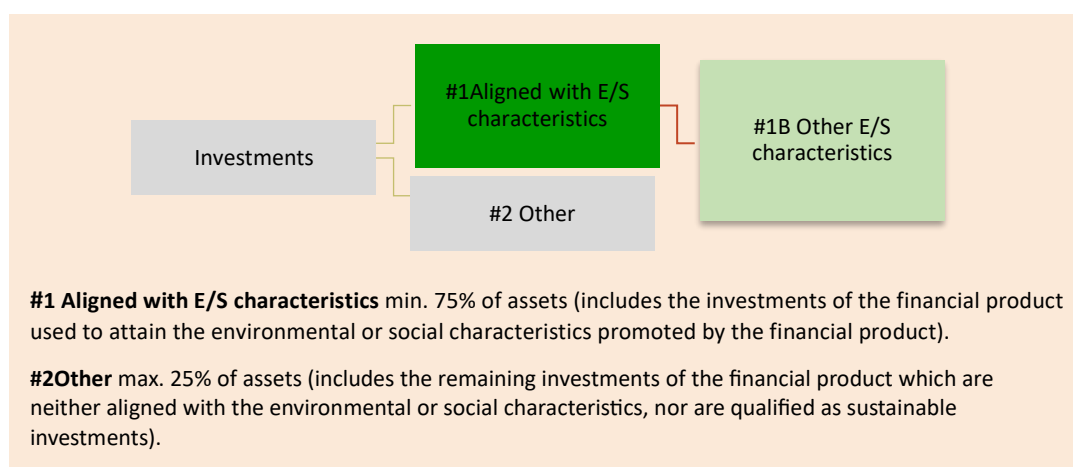 #1Aligned with E/S
characteristics
#1B Other E/S
characteristics
Investments
#2 Other
#1 Aligned with E/S characteristics min. 75% of assets (includes the investments of the financial product
used to attain the environmental or social characteristics promoted by the financial product).
#2Other max. 25% of assets (includes the remaining investments of the financial product which are
neither aligned with the environmental or social characteristics, nor are qualified as sustainable
investments).